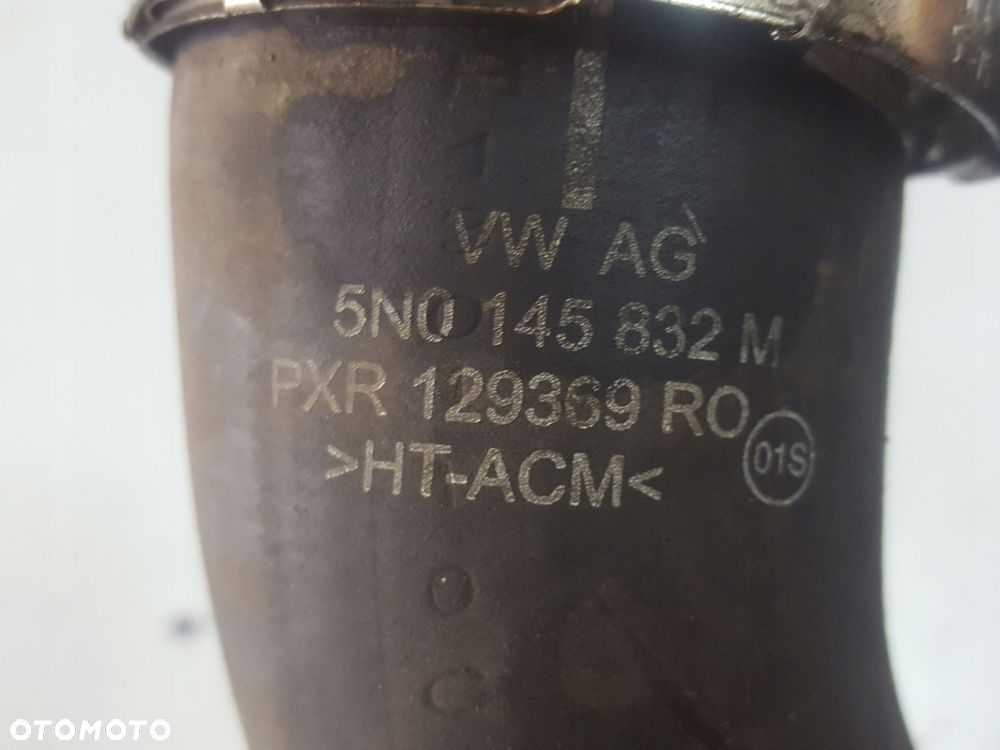 VW AG
5N0 145 832 M
PXR 129369 RO
01S
>HT-ACM<
OTOMOTO